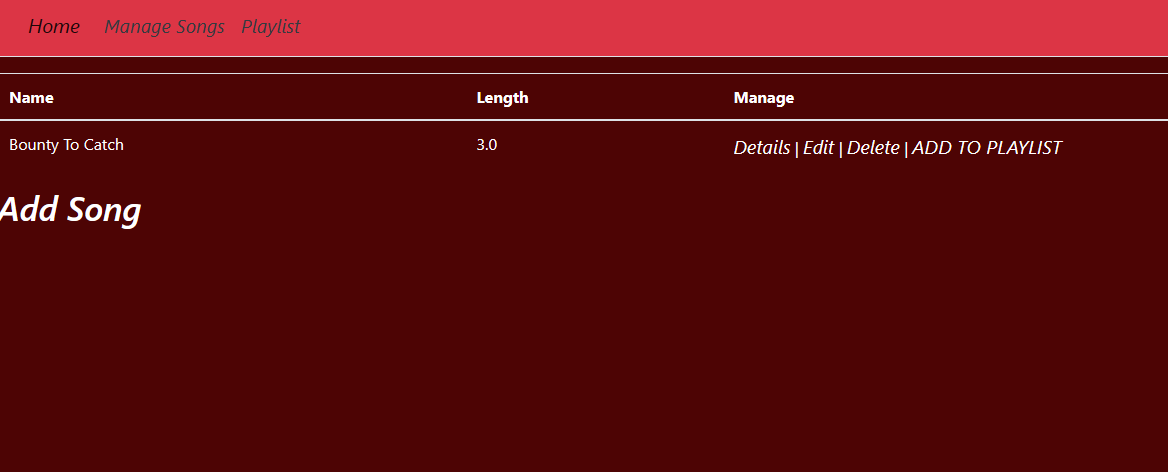 Home Manage Songs Playlist
Name Length Manage
Bounty To Catch 3.0 Details | Edit | Delete | ADD TO PLAYLIST
Add Song